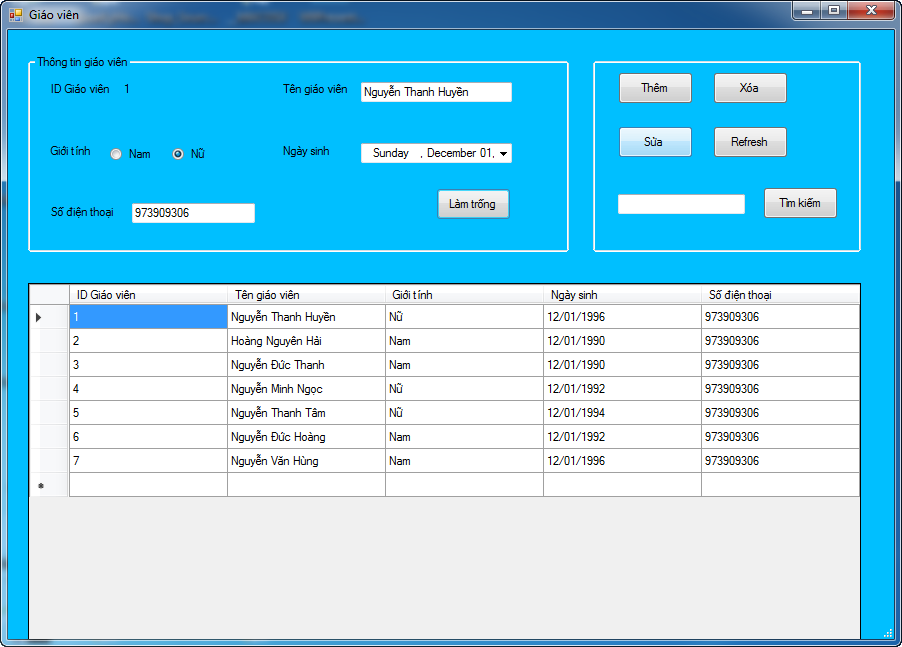 Giáo viên
Thông tin giáo viên
ID Giáo viên 1 Tên giáo viên Nguyễn Thanh Huyền
Thêm Xóa
Giới tính Nam Nữ Ngày sinh Sunday , December 01,
Sửa Refresh
Số điện thoại 973909306 Làm trống
Tìm kiếm
ID Giáo viên Tên giáo viên Giới tính Ngày sinh Số điện thoại
1 Nguyễn Thanh Huyền Nữ 12/01/1996 973909306
2 Hoàng Nguyên Hải Nam 12/01/1990 973909306
3 Nguyễn Đức Thanh Nam 12/01/1990 973909306
4 Nguyễn Minh Ngọc Nữ 12/01/1992 973909306
5 Nguyễn Thanh Tâm Nữ 12/01/1994 973909306
6 Nguyễn Đức Hoàng Nam 12/01/1992 973909306
7 Nguyễn Văn Hùng Nam 12/01/1996 973909306